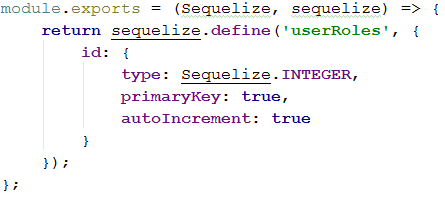 module.exports = (Sequelize, sequelize) => {
    return sequelize.define('userRoles', {
        id: {
            type: Sequelize.INTEGER,
            primaryKey: true,
            autoIncrement: true
        }
    });
};